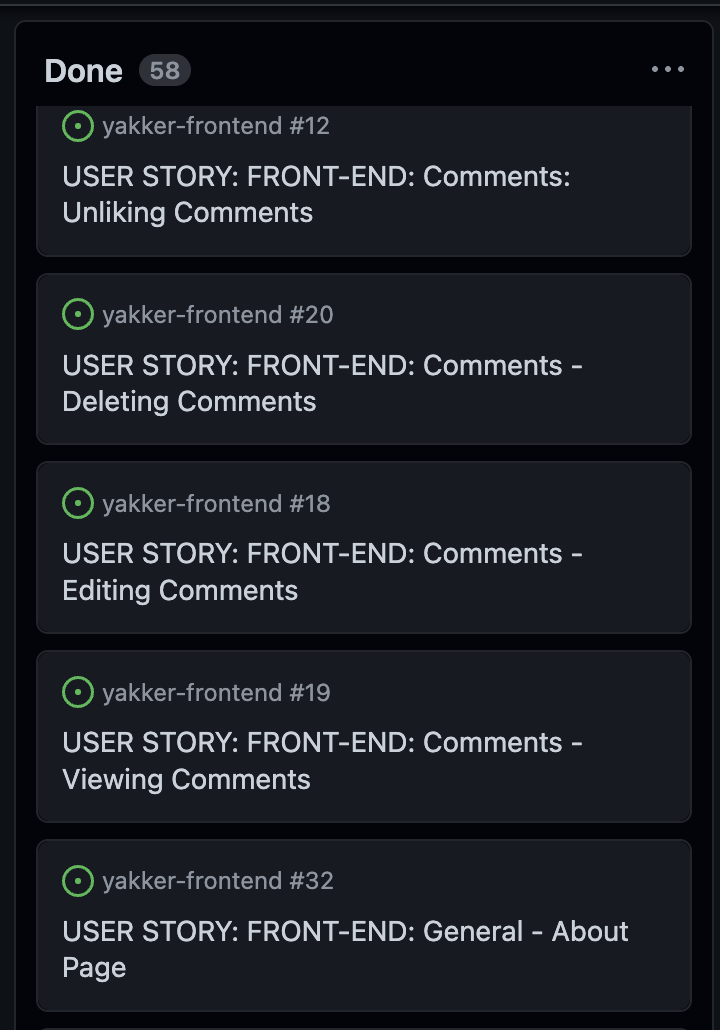 Done 58
yakker-frontend #12
USER STORY: FRONT-END: Comments:
Unliking Comments
yakker-frontend #20
USER STORY: FRONT-END: Comments -
Deleting Comments
yakker-frontend #18
USER STORY: FRONT-END: Comments -
Editing Comments
yakker-frontend #19
USER STORY: FRONT-END: Comments -
Viewing Comments
yakker-frontend #32
USER STORY: FRONT-END: General - About
Page